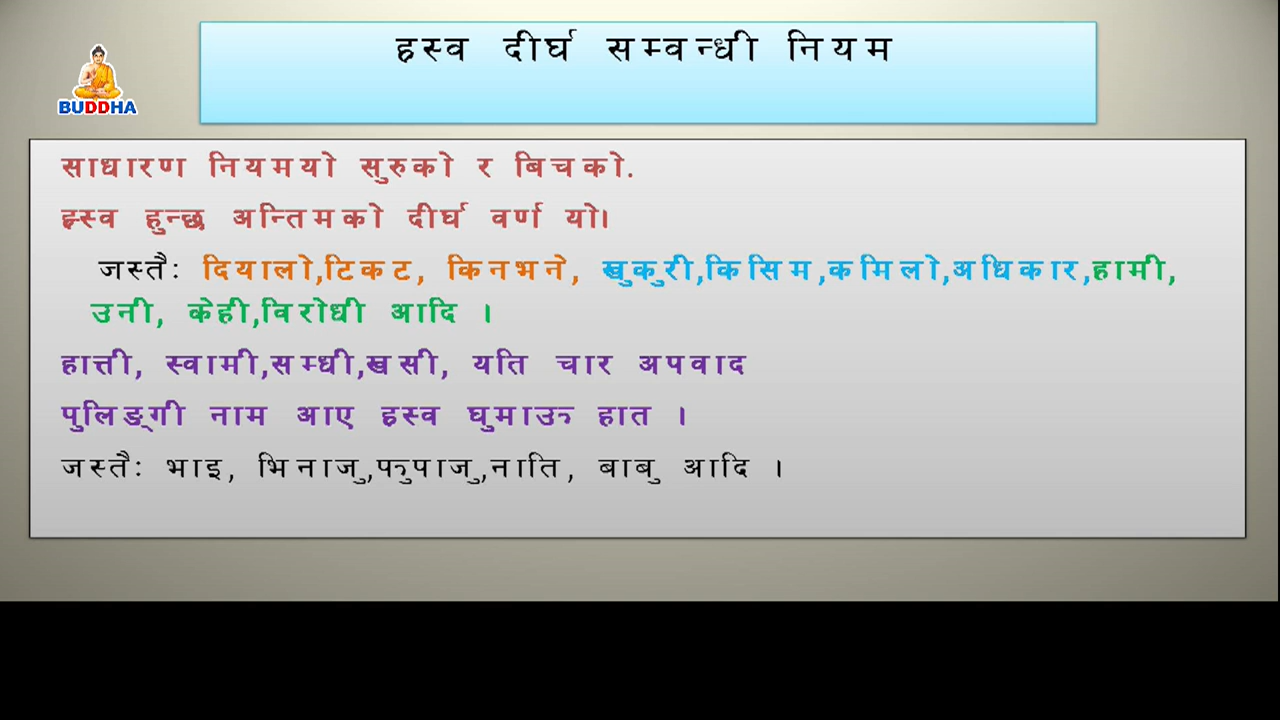 ह्रस्व दीर्घ सम्वन्धी नियम
BUDDHA
साधारण नियमयो सुरुको र बिचको.
ह्रस्व हुन्छ अन्तिमको दीर्घ वर्ण यो।
जस्तैः दियालो,टिकट, किनभने, खुकुरी,किसिम,कमिलो,अधिकार,हामी,
उनी, केही,विरोधी आदि ।
हात्ती, स्वामी,सम्धी,खसी, यति चार अपवाद
पुलिङ्गी नाम आए ह्रस्व घुमाऊ हात ।
जस्तैः भाइ, भिनाजु,फुपाजु,नाति, बाबु आदि ।